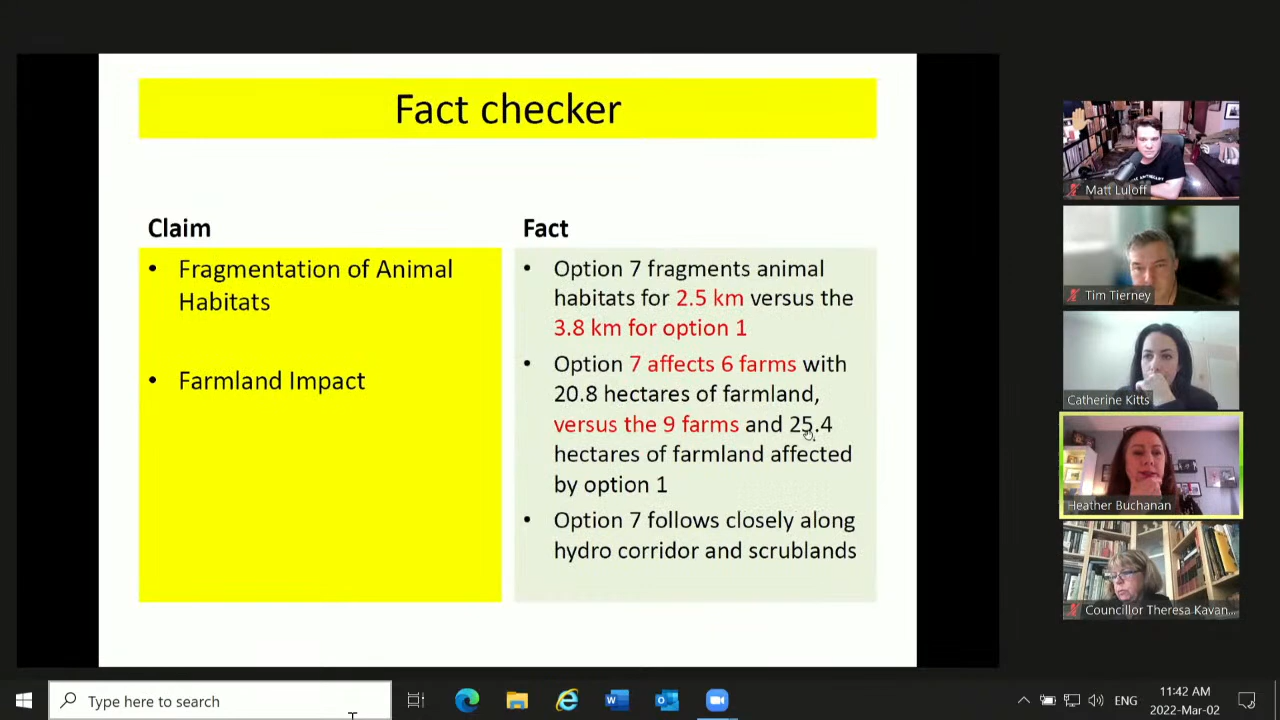 Fact checker
Claim
• Fragmentation of Animal
Habitats
• Farmland Impact
Fact
• Option 7 fragments animal
habitats for 2.5 km versus the
3.8 km for option 1
• Option 7 affects 6 farms with
20.8 hectares of farmland,
versus the 9 farms and 25.4
hectares of farmland affected
by option 1
• Option 7 follows closely along
hydro corridor and scrublands
Matt Luloff
Tim Tierney
Catherine Kitts
Heather Buchanan
Councillor Theresa Kavan...
Type here to search
ENG
11:42 AM
2022-Mar-02